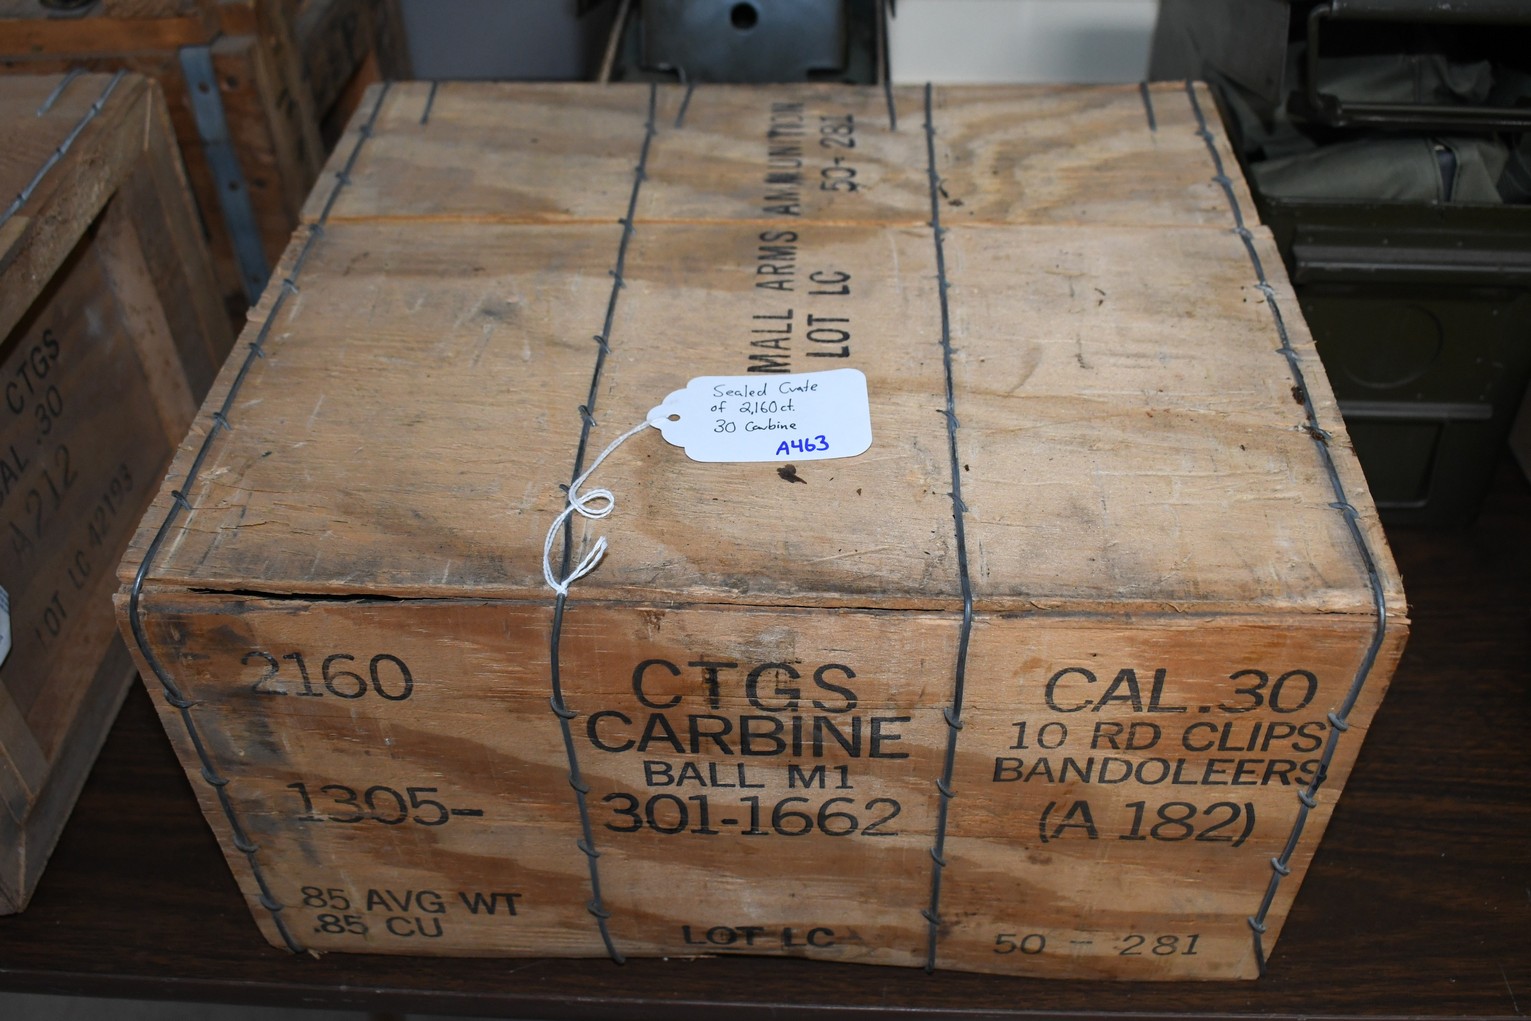 SMALL ARMS AMMUNITION
LOT LC 50-281
Sealed Crate
of 2,160 ct.
30 Carbine
A463
2160
CTGS
CAL .30
CARBINE
10 RD CLIPS
BALL M1
BANDOLEERS
1305-
301-1662
(A 182)
85 AVG WT
.85 CU
LOT LC
50 - 281
CTGS
CAL .30
A212
LOT LC 42193